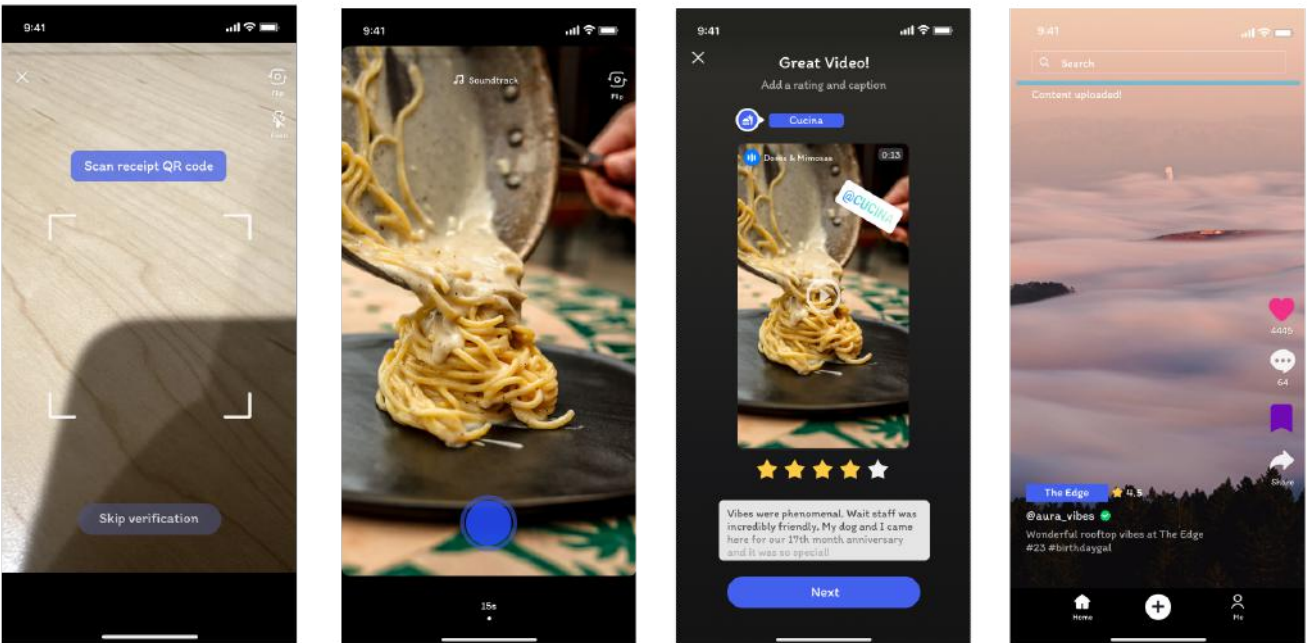 9:41
Flip
Scan receipt QR code
Skip verification
9:41
Soundtrack
Flip
15s
9:41
Great Video!
Add a rating and caption
Cucina
0:13
@CUCINA
Vibes were phenomenal. Wait staff was
incredibly friendly. My dog and I came
here for our 17th month anniversary
and it was so special!
Next
9:41
Search
Content uploaded!
4445
64
Share
The Edge 4.5
@aura_vibes
Wonderful rooftop vibes at The Edge
#23 #birthdaygal
Home
Me